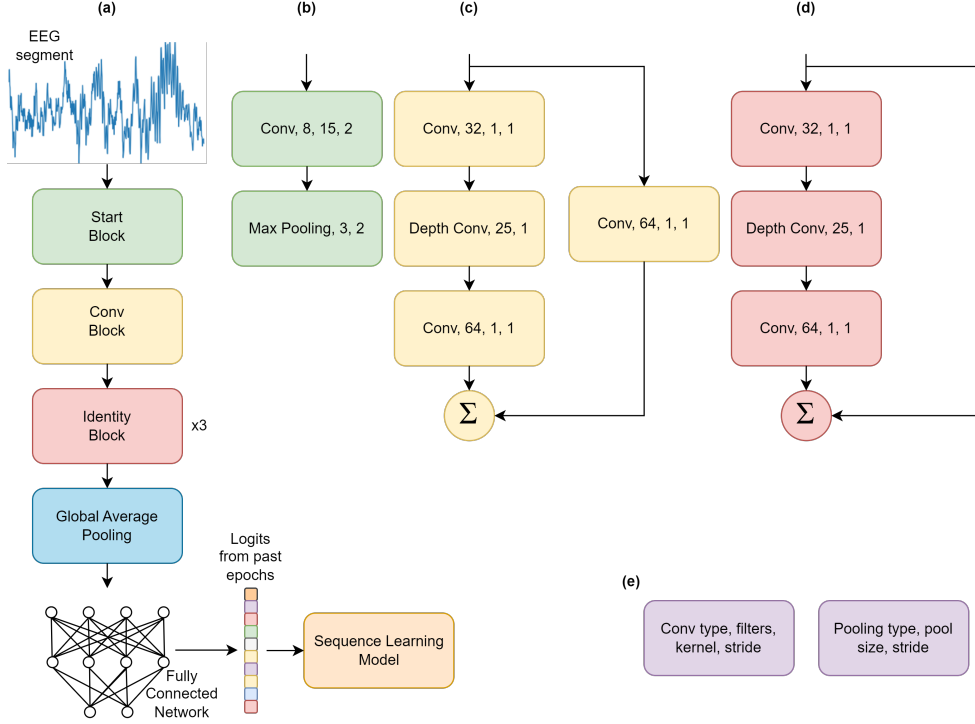 (a)
EEG
segment
Start
Block
Conv
Block
Identity
Block
x3
Global Average
Pooling
Fully
Connected
Network
Logits
from past
epochs
Sequence Learning
Model
(b)
Conv, 8, 15, 2
Max Pooling, 3, 2
(c)
Conv, 32, 1, 1
Depth Conv, 25, 1
Conv, 64, 1, 1
Σ
Conv, 64, 1, 1
(d)
Conv, 32, 1, 1
Depth Conv, 25, 1
Conv, 64, 1, 1
Σ
(e)
Conv type, filters,
kernel, stride
Pooling type, pool
size, stride